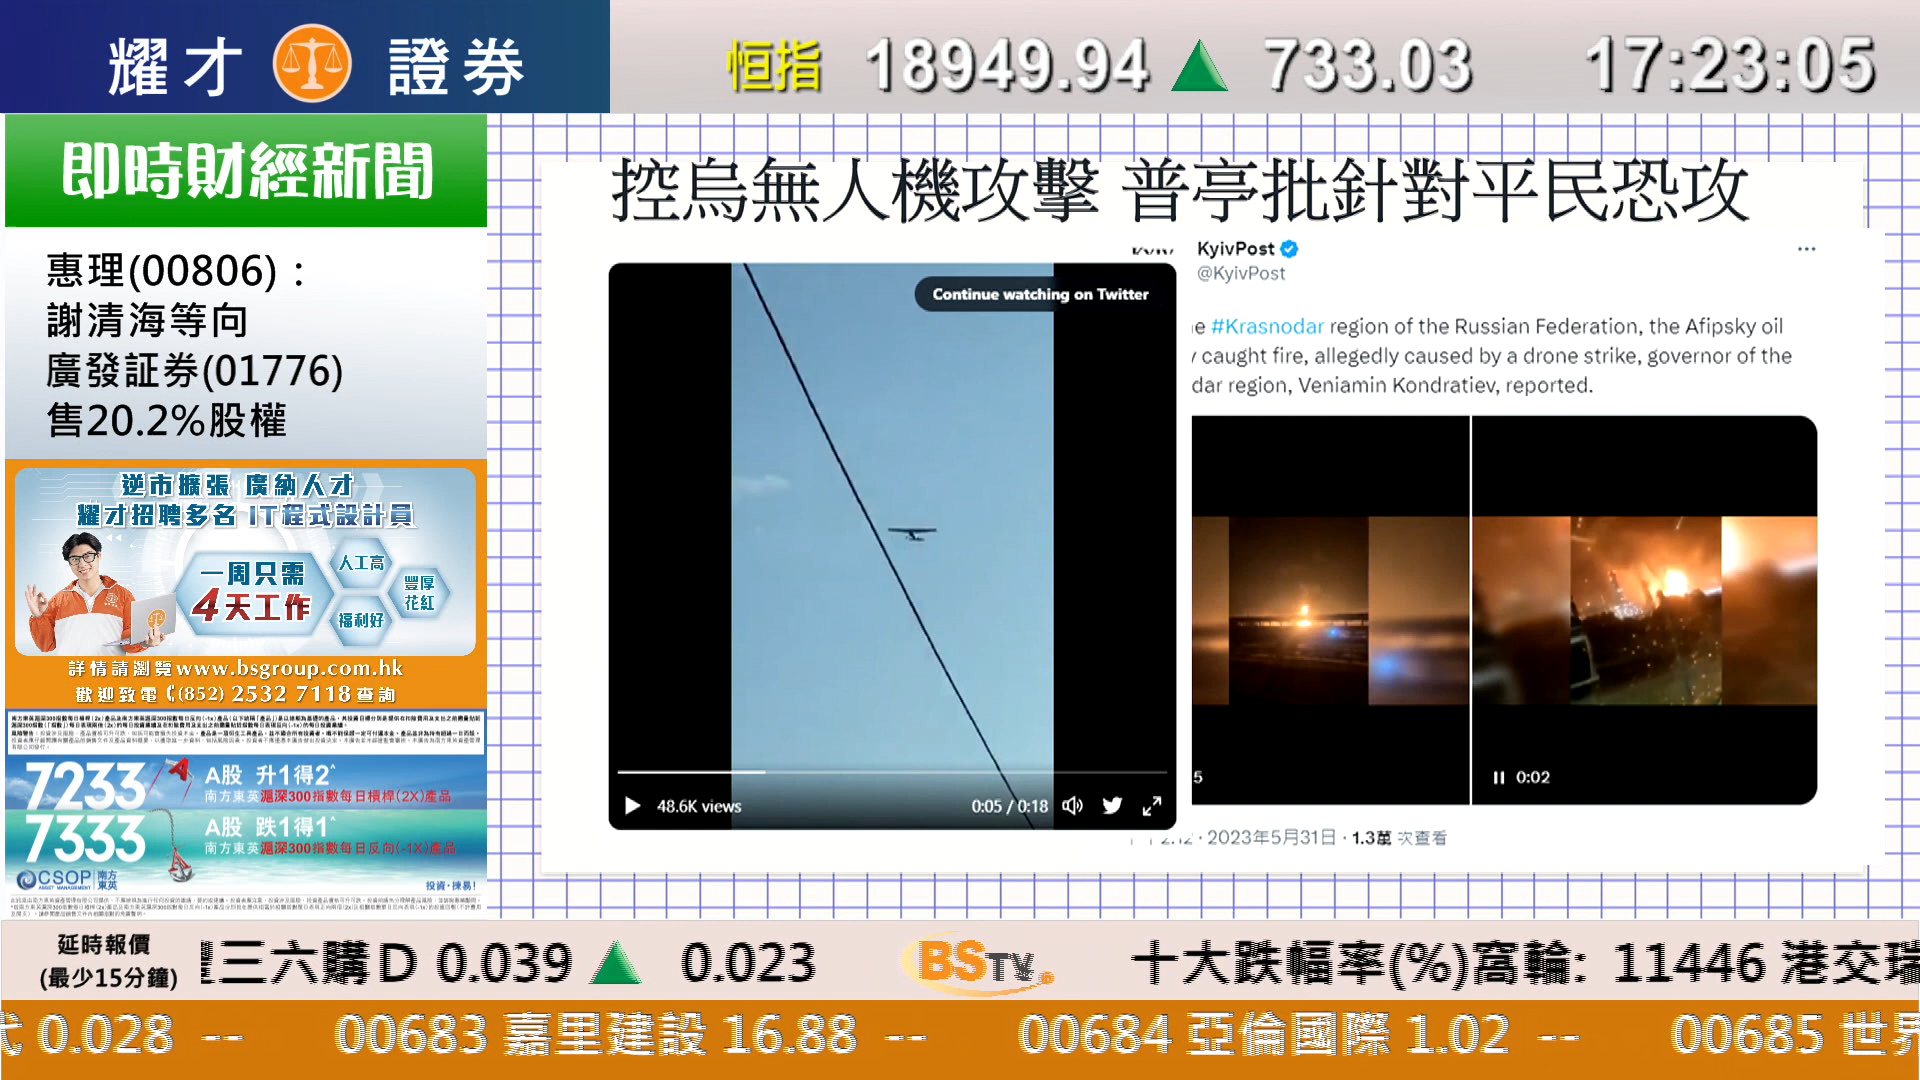 耀才 證券
恒指 18949.94 733.03 17:23:05
即時財經新聞
惠理(00806)：
謝清海等向
廣發証券(01776)
售20.2%股權
逆市擴張 廣納人才
耀才招聘多名 IT程式設計員
一周只需
4天工作
人工高
豐厚
花紅
福利好
詳情請瀏覽www.bsgroup.com.hk
歡迎致電(852) 2532 7118查詢
7233
A股 升1得2^
南方東英滬深300指數每日槓桿(2X)產品
7333
A股 跌1得1^
南方東英滬深300指數每日反向(-1X)產品
CSOP
ASSET MANAGEMENT
南方
東英
投資·揀易!
控烏無人機攻擊 普亭批針對平民恐攻
KyivPost
@KyivPost
#Krasnodar region of the Russian Federation, the Afipsky oil
caught fire, allegedly caused by a drone strike, governor of the
dar region, Veniamin Kondratiev, reported.
Continue watching on Twitter
48.6K views
0:05 / 0:18
5
0:02
· 2023年5月31日 · 1.3萬 次查看
延時報價
(最少15分鐘)
三六購D 0.039 0.023
BSTV
十大跌幅率(%)窩輪: 11446 港交瑞
0.028 --
00683 嘉里建設 16.88 --
00684 亞倫國際 1.02 --
00685 世界